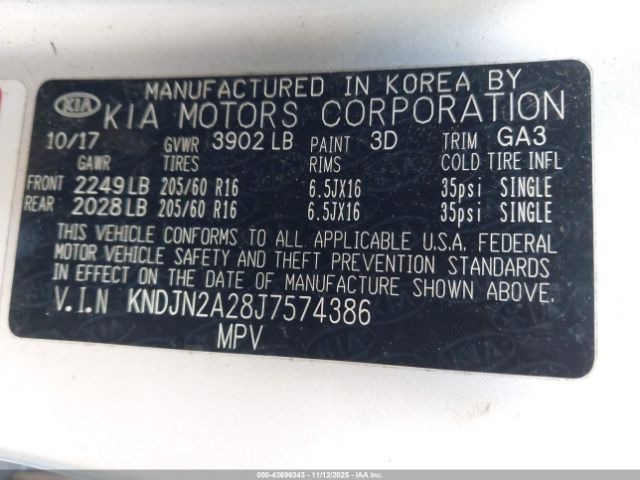 MANUFACTURED IN KOREA BY
KIA KIA MOTORS CORPORATION
10/17 GVWR 3902 LB PAINT 3D TRIM GA3
GAWR TIRES RIMS COLD TIRE INFL
FRONT 2249 LB 205/60 R16 6.5JX16 35psi SINGLE
REAR 2028 LB 205/60 R16 6.5JX16 35psi SINGLE
THIS VEHICLE CONFORMS TO ALL APPLICABLE U.S.A. FEDERAL
MOTOR VEHICLE SAFETY AND THEFT PREVENTION STANDARDS
IN EFFECT ON THE DATE OF MANUFACTURE SHOWN ABOVE.
V.I.N KNDJN2A28J7574386
MPV
000-43696343 - 11/12/2025 - Copyright © IAA, Inc.